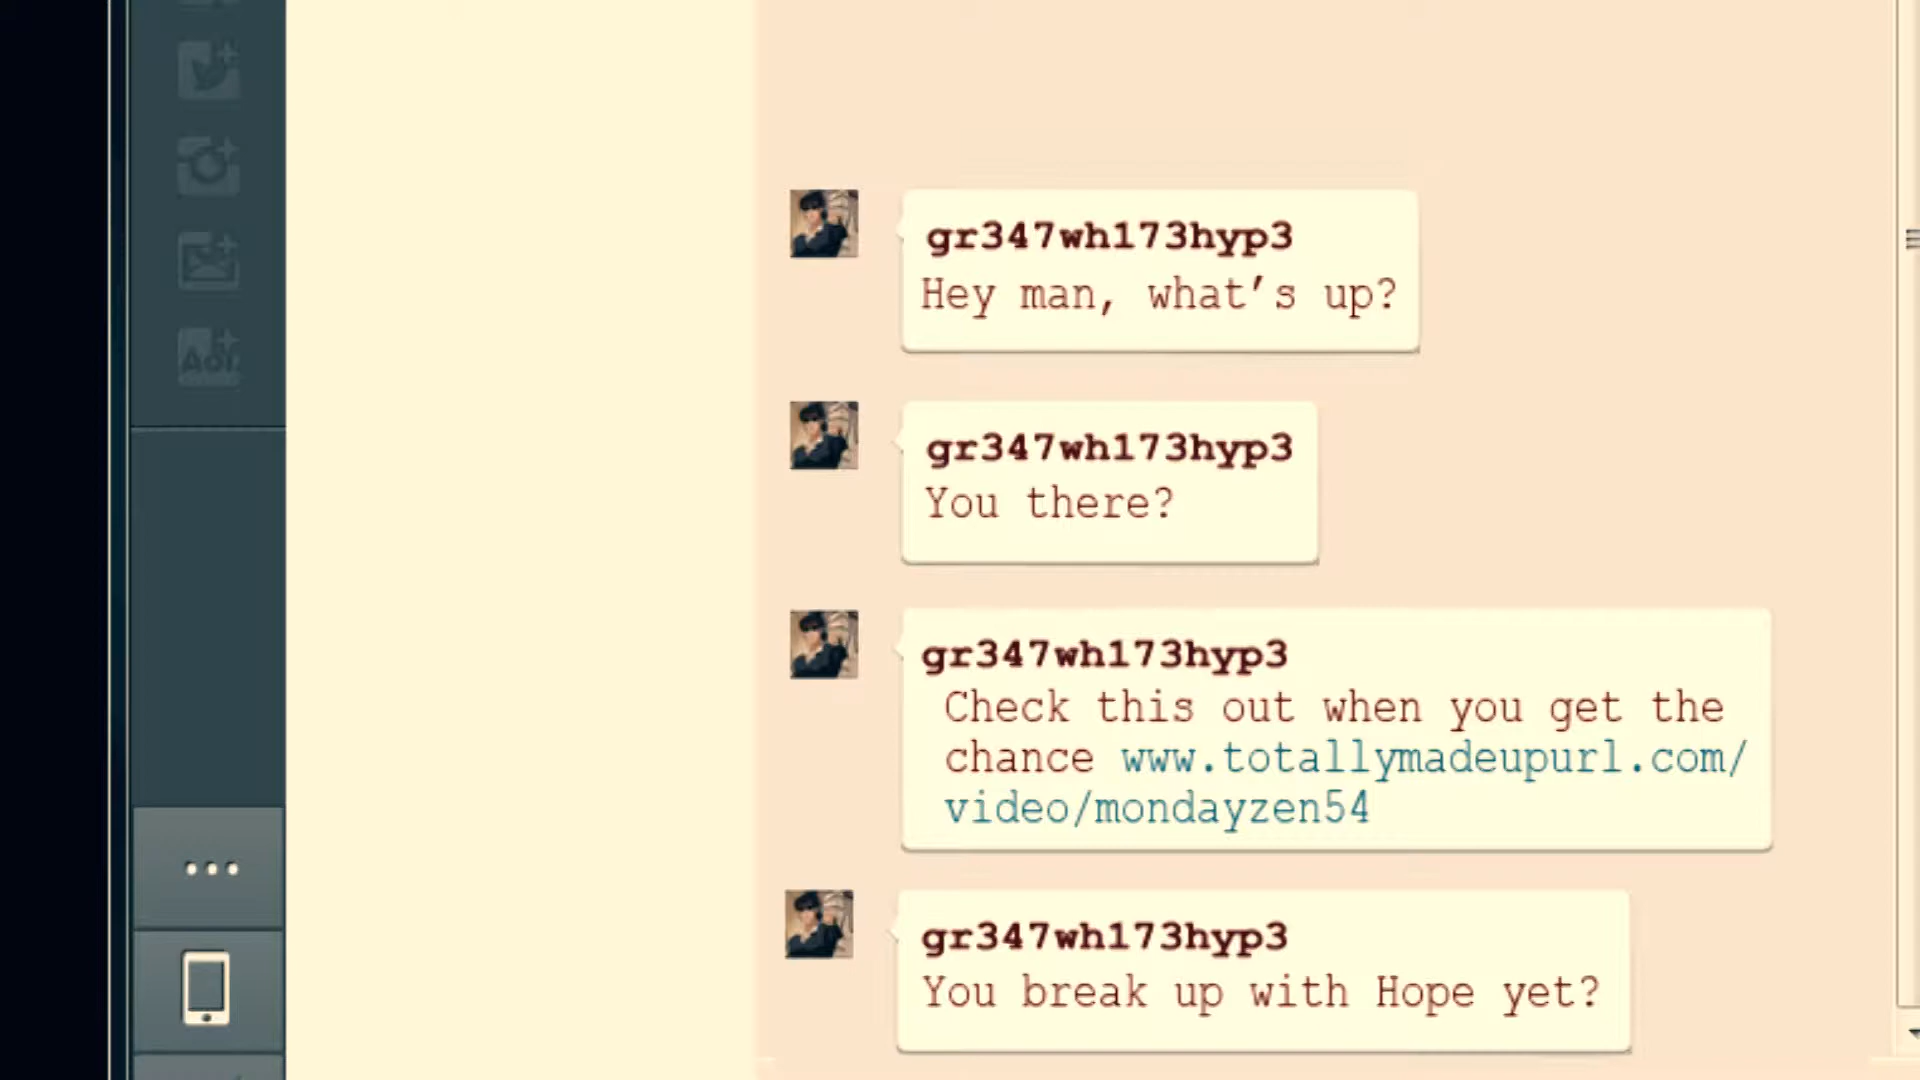 Aol.
gr347wh173hyp3
Hey man, what’s up?
gr347wh173hyp3
You there?
gr347wh173hyp3
Check this out when you get the
chance www.totallymadeupurl.com/
video/mondayzen54
gr347wh173hyp3
You break up with Hope yet?